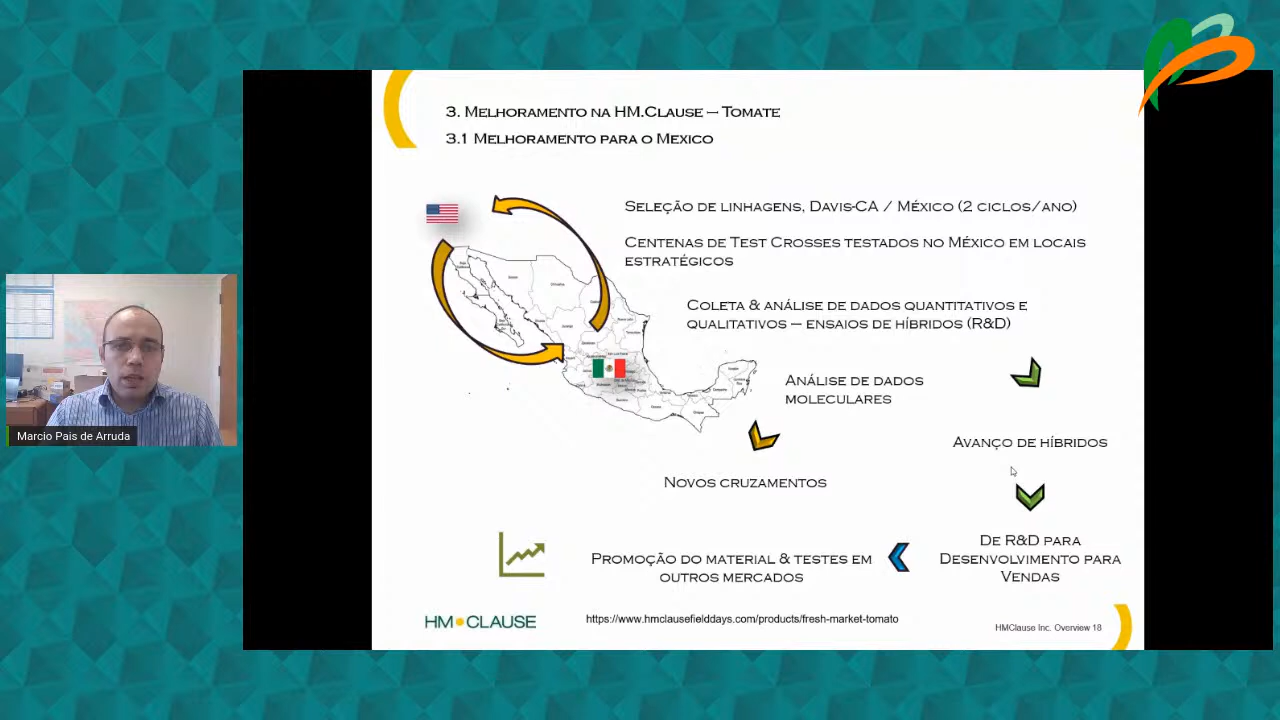 3. Melhoramento na HM.Clause – Tomate
3.1 Melhoramento para o Mexico
Seleção de linhagens, Davis-CA / México (2 ciclos/ano)
Centenas de Test Crosses testados no México em locais
estratégicos
Coleta & análise de dados quantitativos e
qualitativos – ensaios de híbridos (R&D)
Análise de dados
moleculares
Avanço de híbridos
Novos cruzamentos
De R&D para
Desenvolvimento para
Vendas
Promoção do material & testes em
outros mercados
HM•CLAUSE
https://www.hmclausefielddays.com/products/fresh-market-tomato
HMClause Inc. Overview 18
Marcio Pais de Arruda